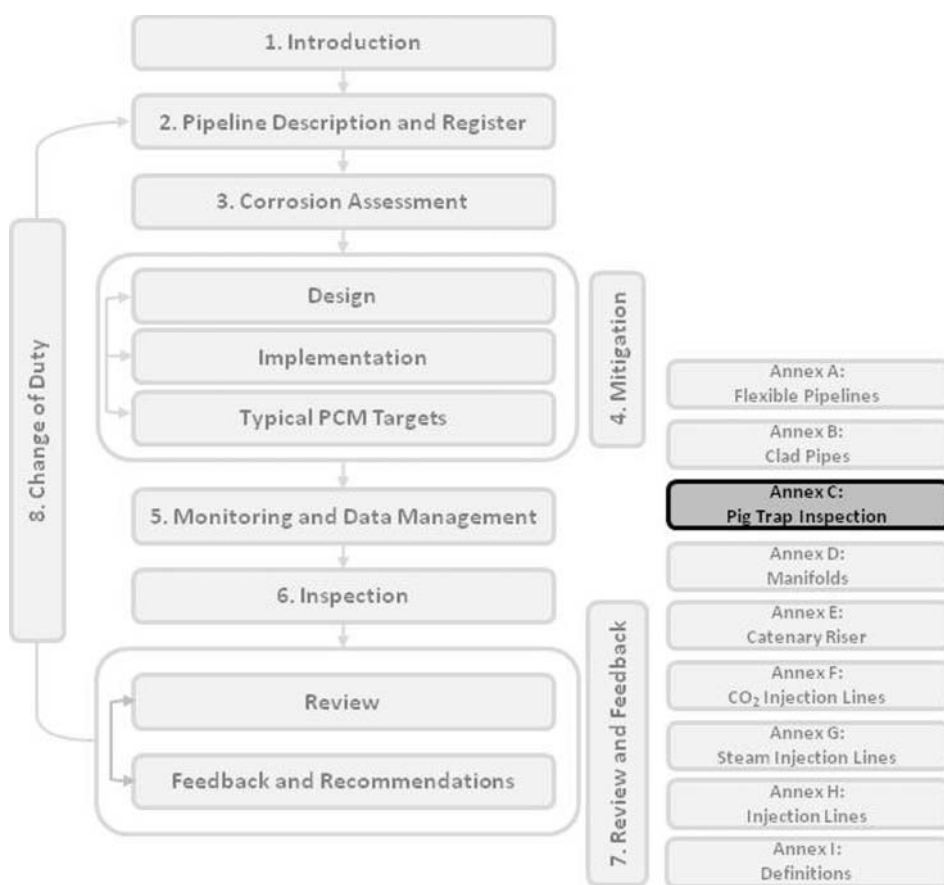 1. Introduction
2. Pipeline Description and Register
3. Corrosion Assessment
Design
Implementation
Typical PCM Targets
4. Mitigation
5. Monitoring and Data Management
6. Inspection
Review
Feedback and Recommendations
7. Review and Feedback
8. Change of Duty
Annex A:
Flexible Pipelines
Annex B:
Clad Pipes
Annex C:
Pig Trap Inspection
Annex D:
Manifolds
Annex E:
Catenary Riser
Annex F:
CO₂ Injection Lines
Annex G:
Steam Injection Lines
Annex H:
Injection Lines
Annex I:
Definitions